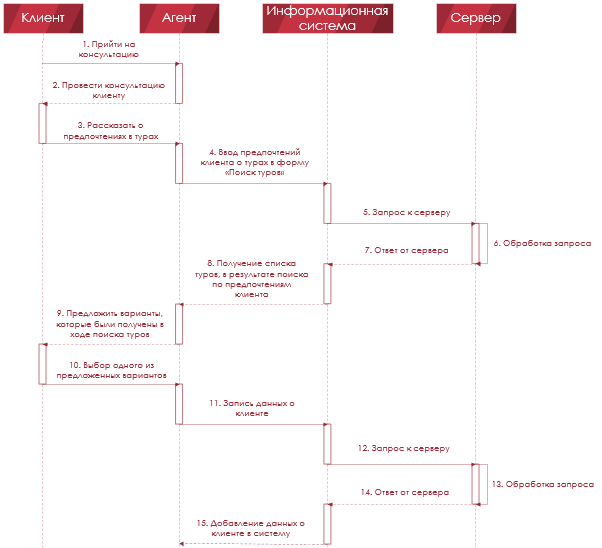 Клиент
Агент
Информационная
система
Сервер
1. Прийти на
консультацию
2. Провести консультацию
клиенту
3. Рассказать о
предпочтениях в турах
4. Ввод предпочтений
клиента о турах в форму
«Поиск туров»
5. Запрос к серверу
6. Обработка запроса
7. Ответ от сервера
8. Получение списка
туров, в результате поиска
по предпочтениям
клиента
9. Предложить варианты,
которые были получены в
ходе поиска туров
10. Выбор одного из
предложенных вариантов
11. Запись данных о
клиенте
12. Запрос к серверу
13. Обработка запроса
14. Ответ от сервера
15. Добавление данных о
клиенте в систему